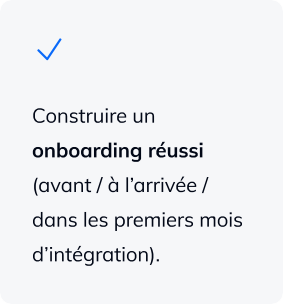 Construire un
onboarding réussi
(avant / à l’arrivée /
dans les premiers mois
d’intégration).